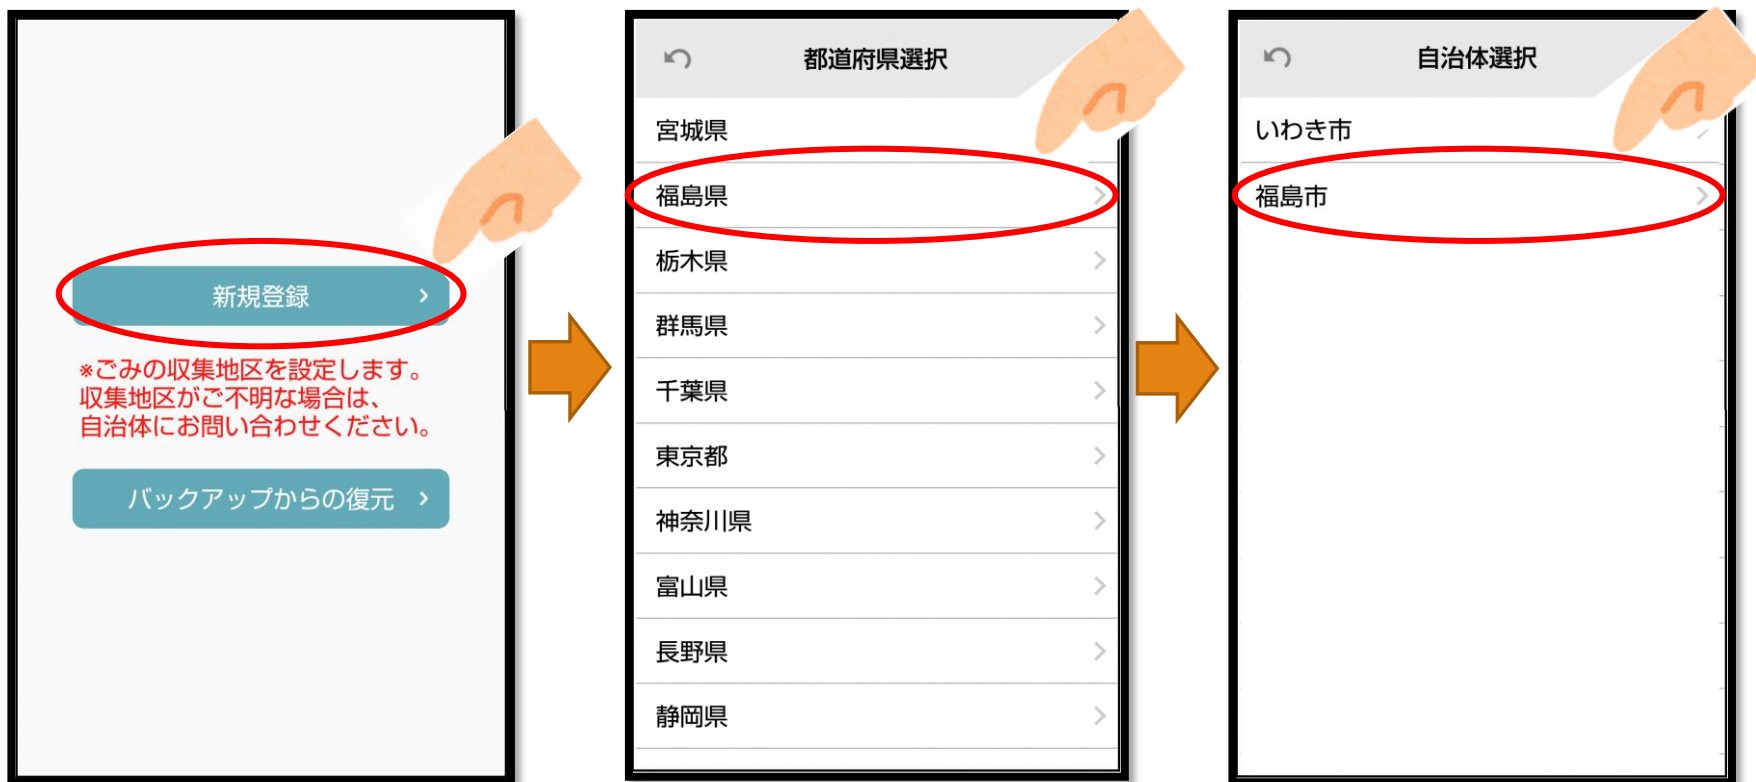 新規登録
※ごみの収集地区を設定します。
収集地区がご不明な場合は、
自治体にお問い合わせください。
バックアップからの復元
都道府県選択
宮城県
福島県
栃木県
群馬県
千葉県
東京都
神奈川県
富山県
長野県
静岡県
自治体選択
いわき市
福島市